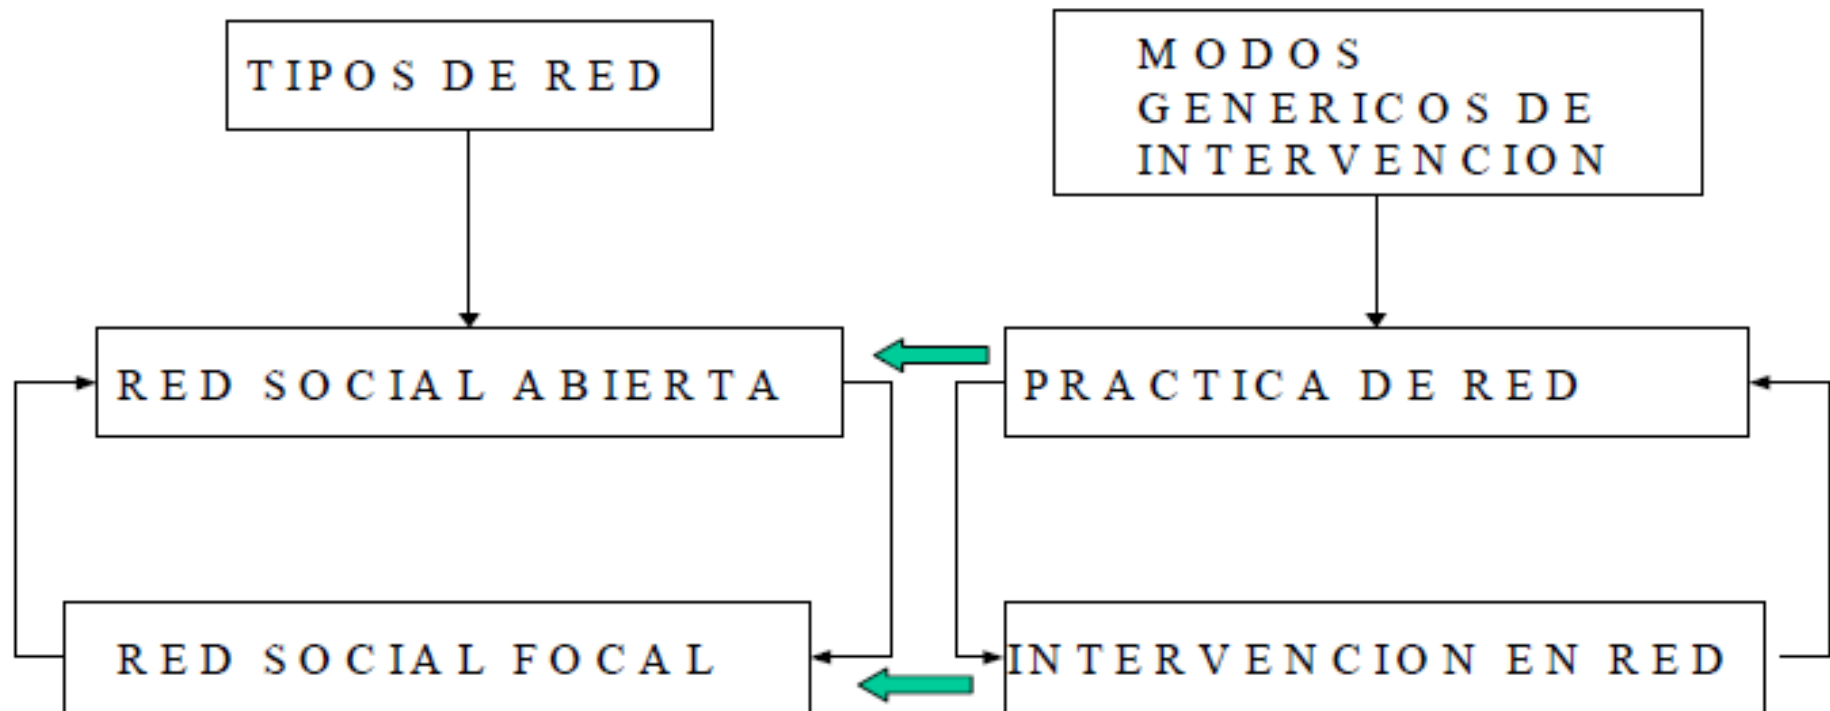 TIPOS DE RED
MODOS
GENERICOS DE
INTERVENCION
RED SOCIAL ABIERTA
PRACTICA DE RED
RED SOCIAL FOCAL
INTERVENCION EN RED